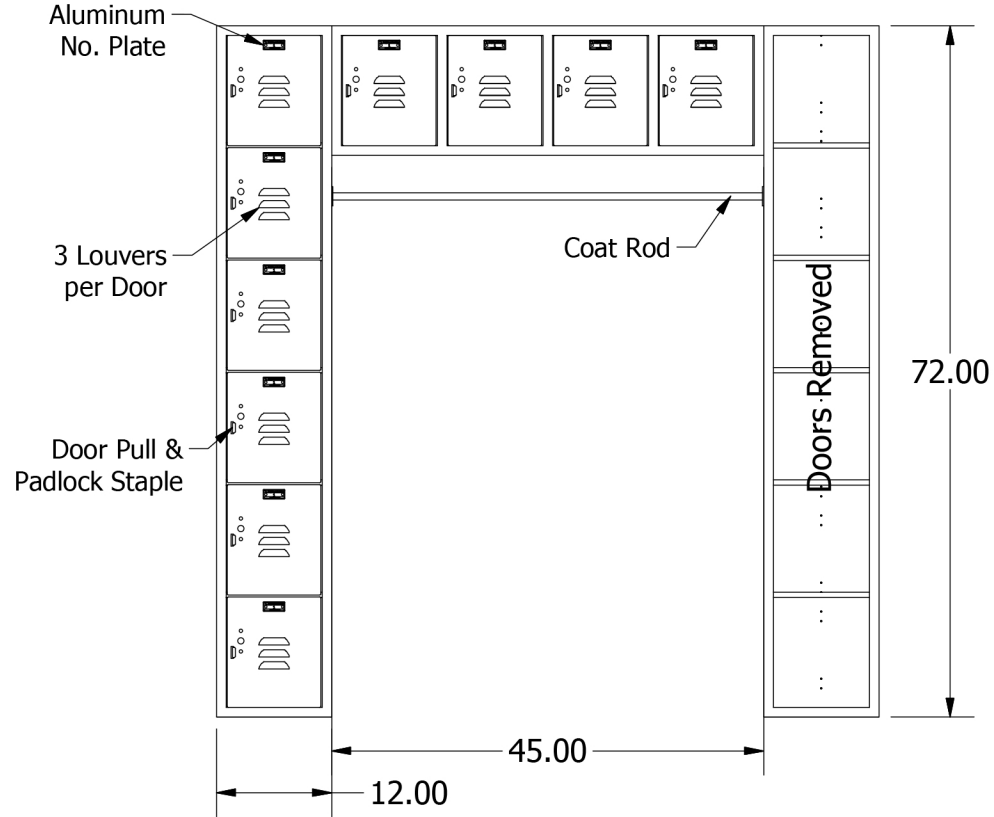 Aluminum
No. Plate
3 Louvers
per Door
Coat Rod
Doors Removed
72.00
Door Pull &
Padlock Staple
45.00
12.00